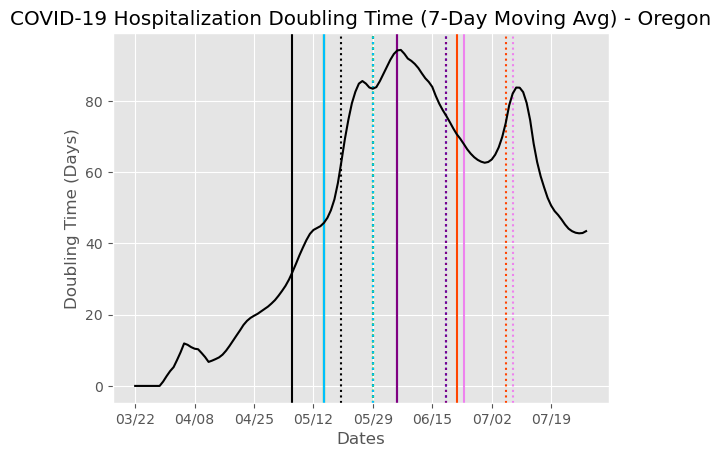 COVID-19 Hospitalization Doubling Time (7-Day Moving Avg) - Oregon
Doubling Time (Days)
80
60
40
20
0
03/22 04/08 04/25 05/12 05/29 06/15 07/02 07/19
Dates